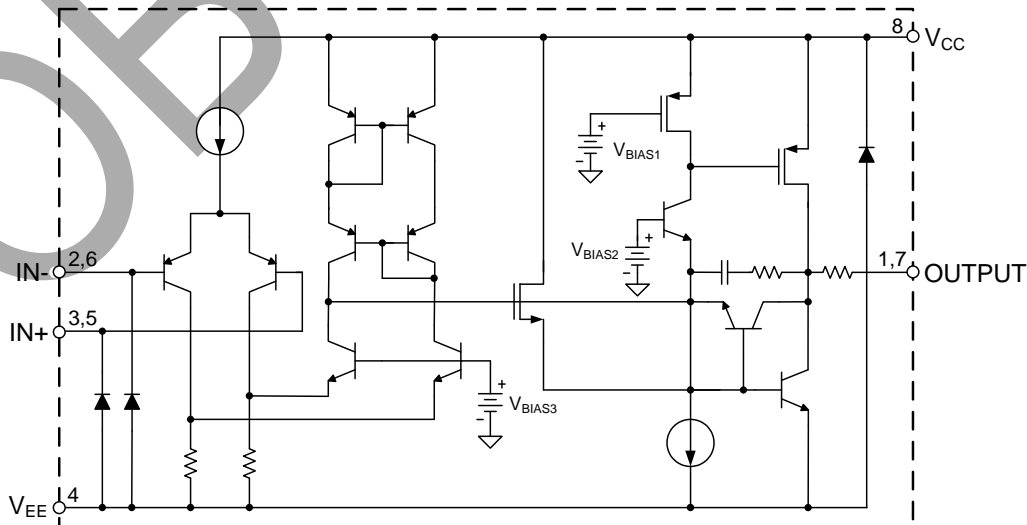 8
VCC
+
VBIAS1
−
VBIAS2
+
−
IN- 2,6
1,7 OUTPUT
IN+ 3,5
+
VBIAS3
−
VEE 4